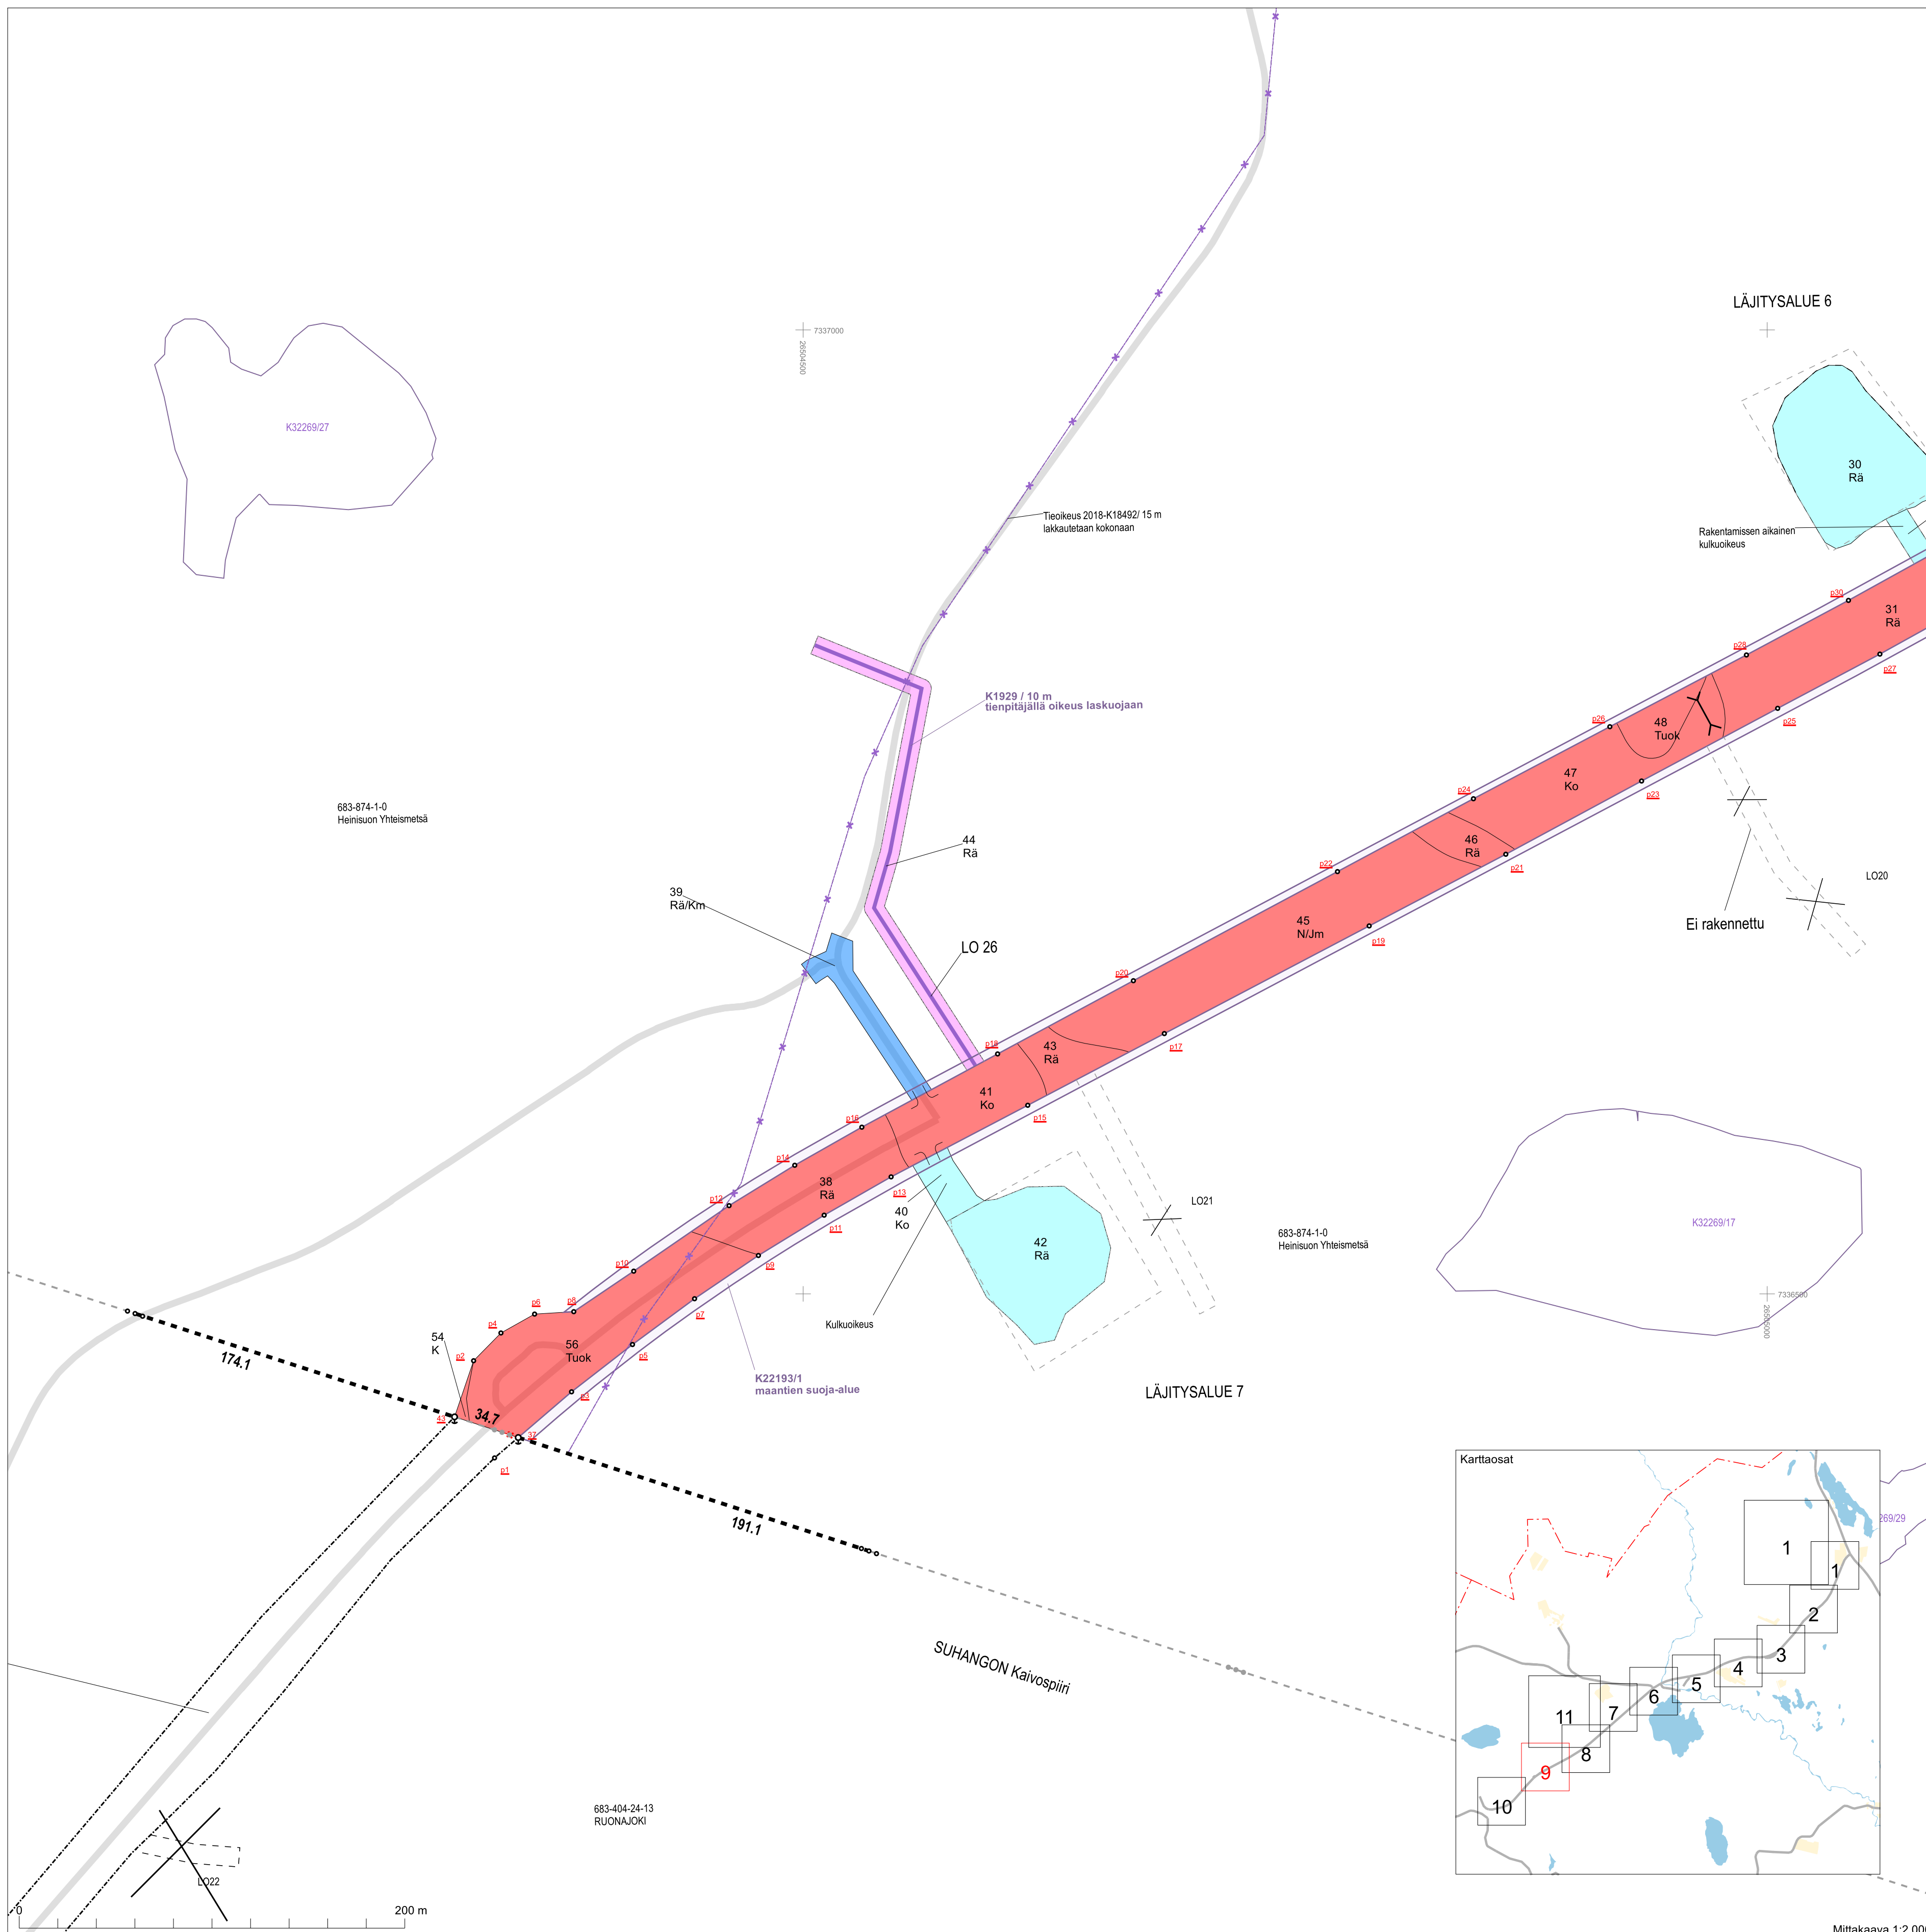 LÄJITYSALUE 6
7337000
26504500
K32269/27
30
Rä
Tieoikeus 2018-K18492/ 15 m
lakkautetaan kokonaan
Rakentamissen aikainen
kulkuoikeus
p30
31
Rä
p28
p27
K1929 / 10 m
tienpitäjällä oikeus laskuojaan
p26
48
Tuok
p25
47
Ko
p24
p23
683-874-1-0
Heinisuon Yhteismetsä
44
Rä
46
Rä
p22
p21
LO20
39
Rä/Km
45
N/Jm
p19
Ei rakennettu
LO 26
p20
p18
43
Rä
p17
41
Ko
p15
p16
p14
38
Rä
p13
p12
40
Ko
p11
LO21
K32269/17
683-874-1-0
Heinisuon Yhteismetsä
42
Rä
p10
p9
7336500
26505000
p8
p7
p6
Kulkuoikeus
p4
54
K
56
Tuok
p5
174.1
p2
K22193/1
maantien suoja-alue
LÄJITYSALUE 7
p3
43
34.7
37
p1
Karttaosat
269/29
191.1
1
1
2
3
4
5
6
7
11
8
9
10
SUHANGON Kaivospiiri
683-404-24-13
RUONAJOKI
LO22
0
200 m